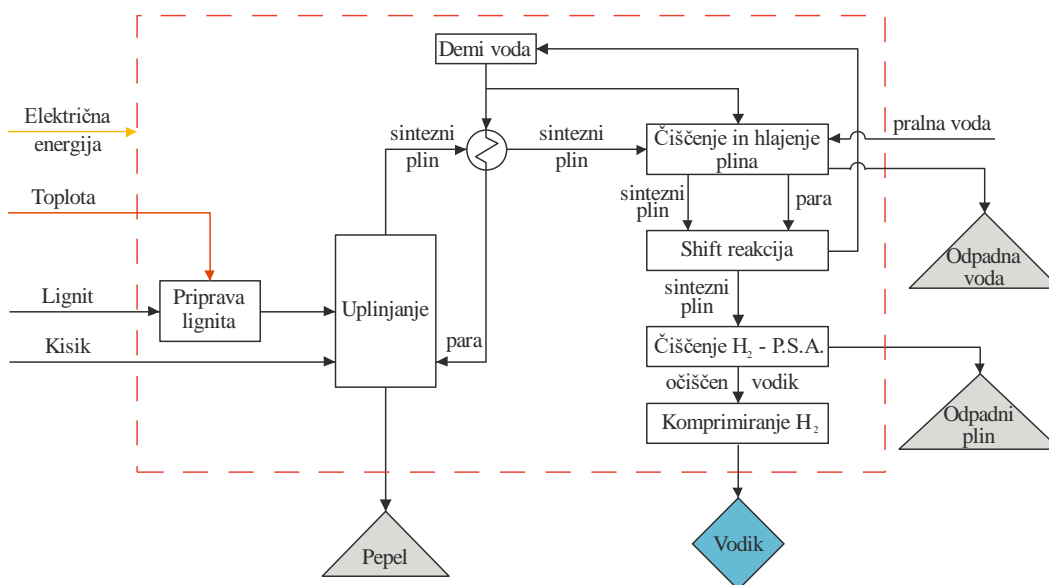 Demi voda
Električna
energija
sintezni
plin
sintezni
plin
Čiščenje in hlajenje
plina
pralna voda
Toplota
sintezni
plin
para
Shift reakcija
Odpadna
voda
Lignit
Priprava
lignita
Uplinjanje
sintezni
plin
Kisik
para
Čiščenje H₂ - P.S.A.
očiščen vodik
Komprimiranje H₂
Odpadni
plin
Pepel
Vodik